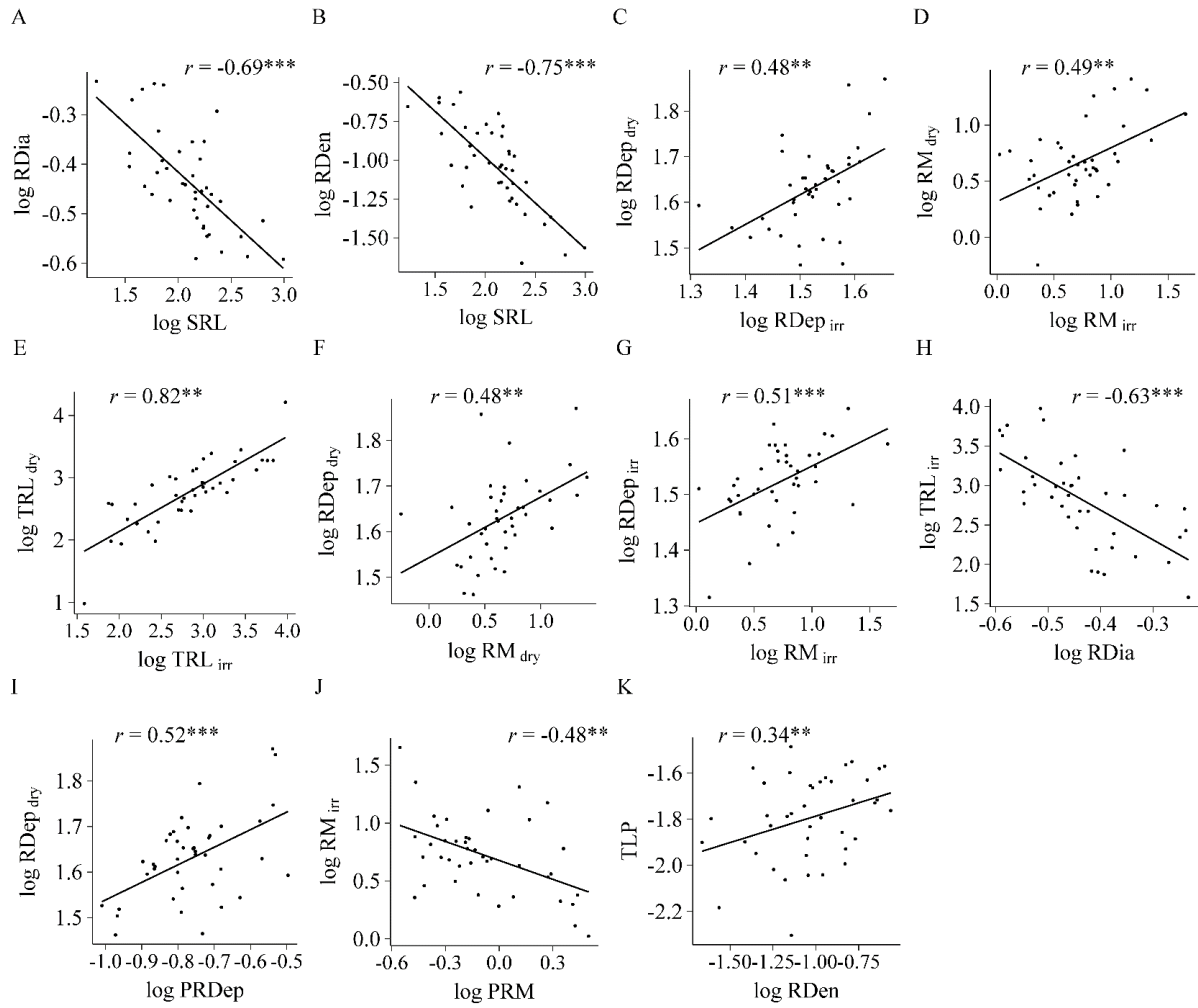 A
r = -0.69***
log RDia
-0.3
-0.4
-0.5
-0.6
1.5 2.0 2.5 3.0
log SRL
B
r = -0.75***
log RDen
-0.50
-0.75
-1.00
-1.25
-1.50
1.5 2.0 2.5 3.0
log SRL
C
r = 0.48**
log RDep dry
1.8
1.7
1.6
1.5
1.3 1.4 1.5 1.6
log RDep irr
D
r = 0.49**
log RM dry
1.0
0.5
0.0
0.0 0.5 1.0 1.5
log RM irr
E
r = 0.82**
log TRL dry
4
3
2
1
1.5 2.0 2.5 3.0 3.5 4.0
log TRL irr
F
r = 0.48**
log RDep dry
1.8
1.7
1.6
1.5
0.0 0.5 1.0
log RM dry
G
r = 0.51***
log RDep irr
1.6
1.5
1.4
1.3
0.0 0.5 1.0 1.5
log RM irr
H
r = -0.63***
log TRL irr
4.0
3.5
3.0
2.5
2.0
1.5
-0.6 -0.5 -0.4 -0.3
log RDia
I
r = 0.52***
log RDep dry
1.8
1.7
1.6
1.5
-1.0 -0.9 -0.8 -0.7 -0.6 -0.5
log PRDep
J
r = -0.48**
log RM irr
1.5
1.0
0.5
0.0
-0.6 -0.3 0.0 0.3
log PRM
K
r = 0.34**
TLP
-1.6
-1.8
-2.0
-2.2
-1.50 -1.25 -1.00 -0.75
log RDen